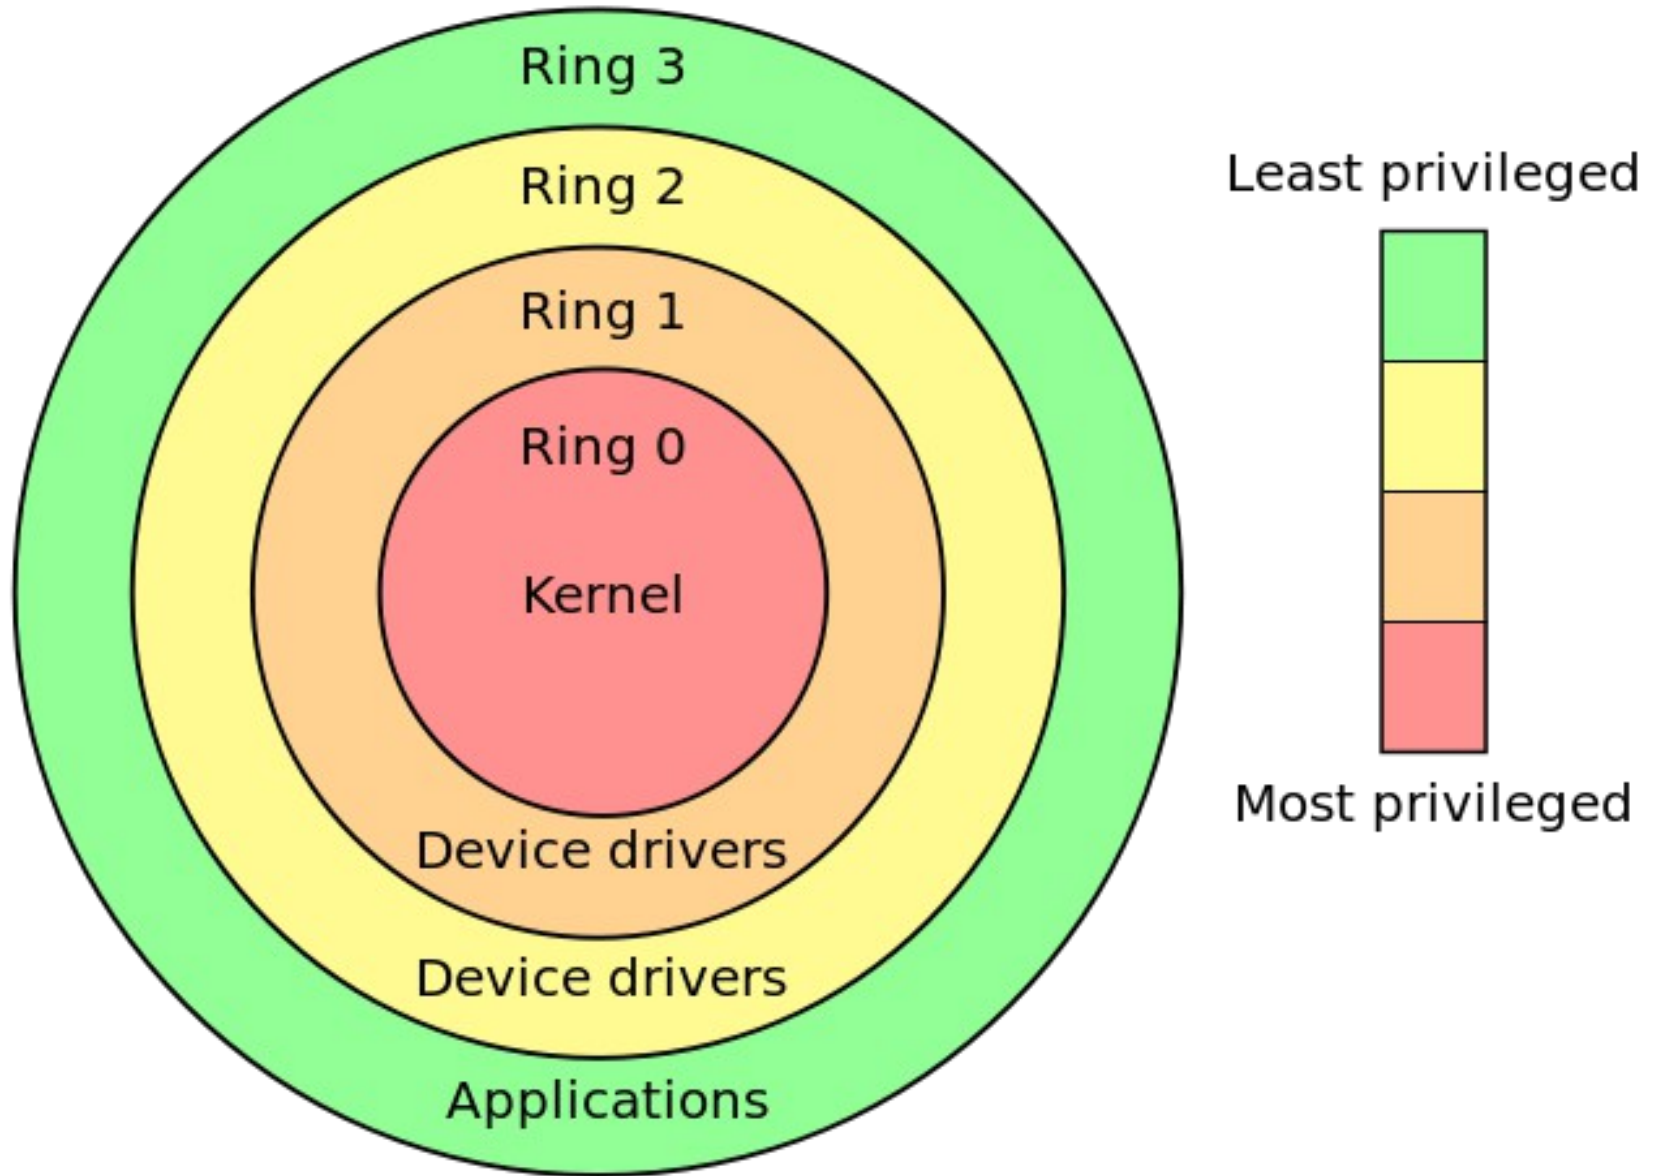 Ring 3
Ring 2
Ring 1
Ring 0
Kernel
Device drivers
Device drivers
Applications
Least privileged
Most privileged